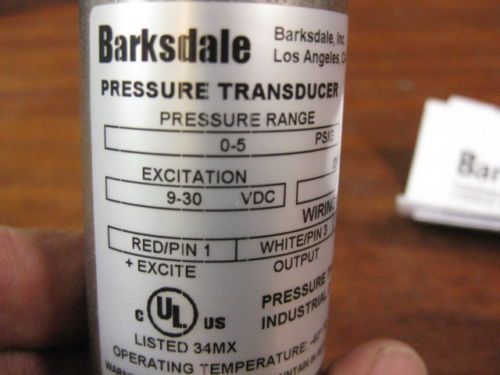 Barksdale
Barksdale, Inc.
Los Angeles,
PRESSURE TRANSDUCER
PRESSURE RANGE
0-5 PSIG
EXCITATION
9-30 VDC
WIRING
RED/PIN 1 WHITE/PIN 3
+ EXCITE OUTPUT
PRESSURE
INDUSTRIAL
C UL US
LISTED 34MX
OPERATING TEMPERATURE: -40
Bark